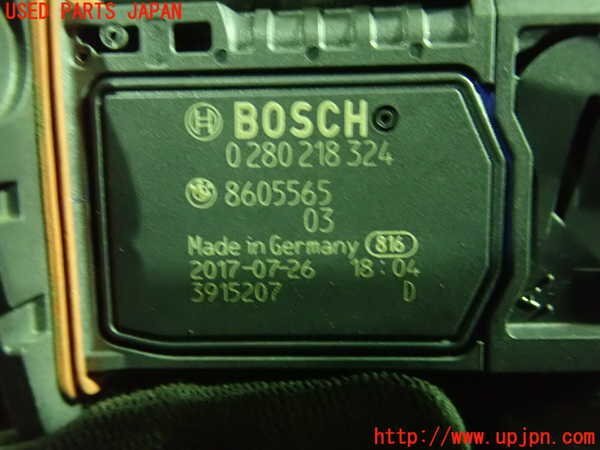 USED PARTS JAPAN
BOSCH
0 280 218 324
8605565
03
Made in Germany 816
2017-07-26 18:04
3915207 D
http://www.upjpn.com